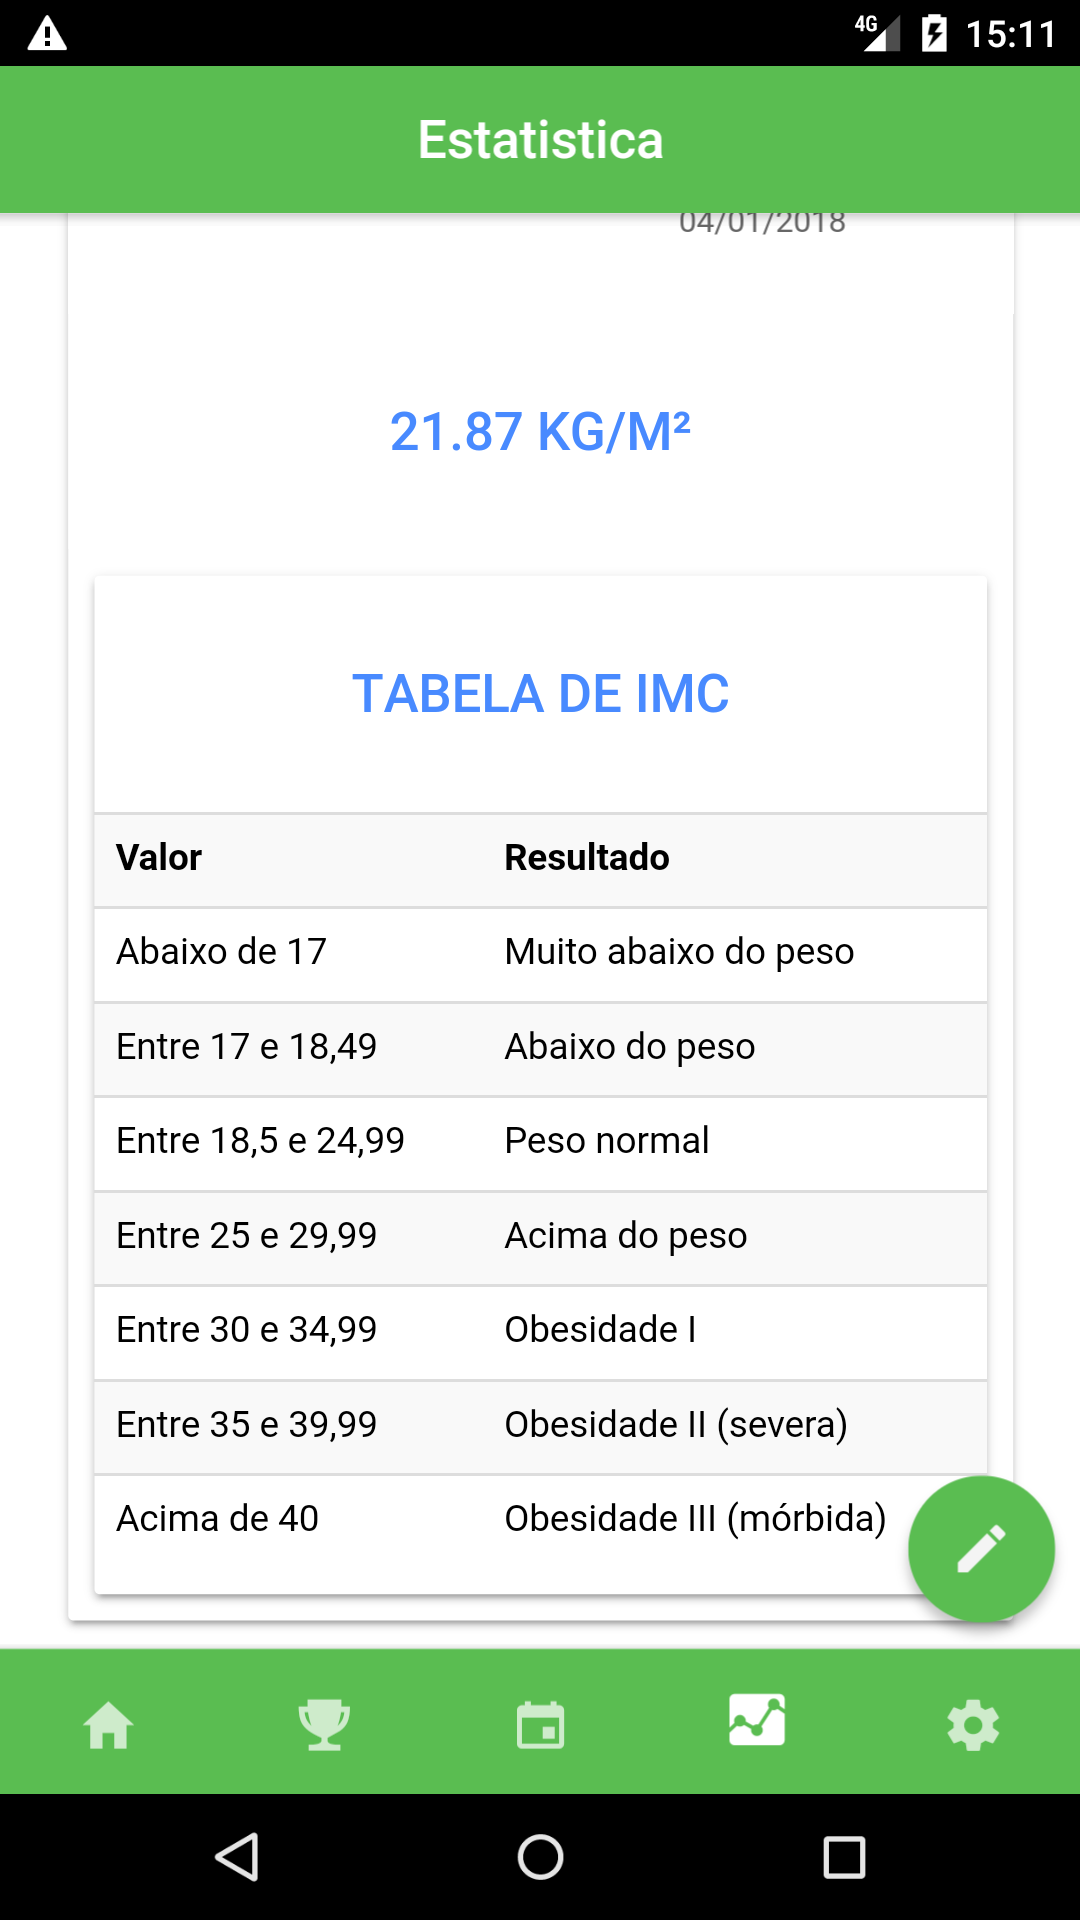 4G 15:11
Estatistica
04/01/2018
21.87 KG/M²
TABELA DE IMC
Valor Resultado
Abaixo de 17 Muito abaixo do peso
Entre 17 e 18,49 Abaixo do peso
Entre 18,5 e 24,99 Peso normal
Entre 25 e 29,99 Acima do peso
Entre 30 e 34,99 Obesidade I
Entre 35 e 39,99 Obesidade II (severa)
Acima de 40 Obesidade III (mórbida)